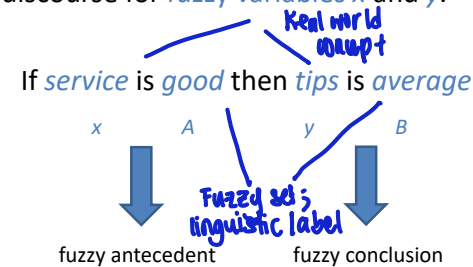 discourse for fuzzy variables x and y.
Real world
concept
If service is good then tips is average
x A y B
Fuzzy set;
linguistic label
fuzzy antecedent fuzzy conclusion